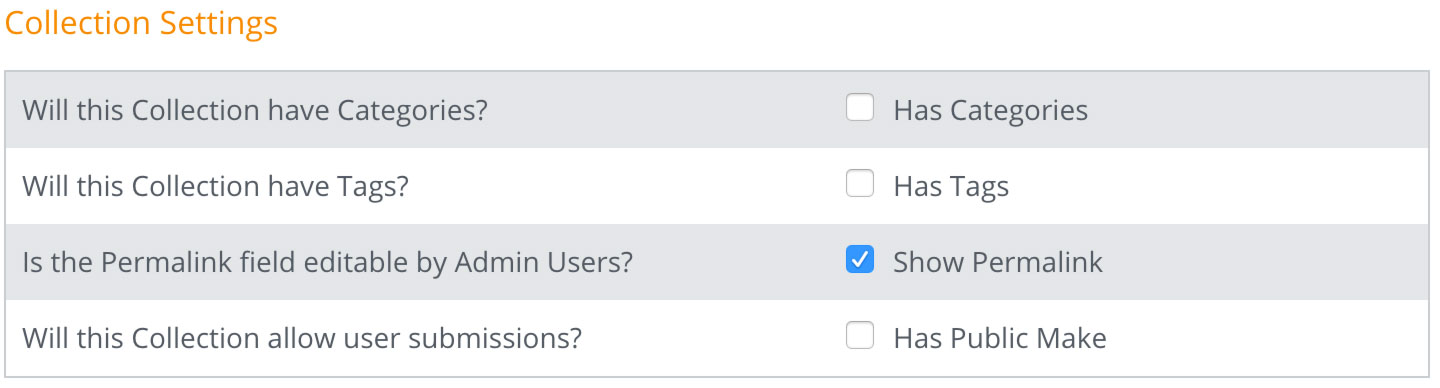 Collection Settings
Will this Collection have Categories? Has Categories
Will this Collection have Tags? Has Tags
Is the Permalink field editable by Admin Users? Show Permalink
Will this Collection allow user submissions? Has Public Make